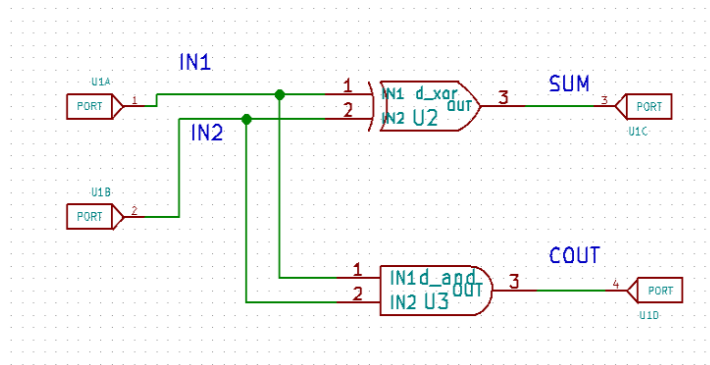 IN1
U1A
PORT 1
1 IN1 d_xor OUT 3
2 IN2 U2
SUM
3 PORT
U1C
IN2
U1B
PORT 2
COUT
1 IN1 d_and OUT 3
2 IN2 U3
4 PORT
U1D